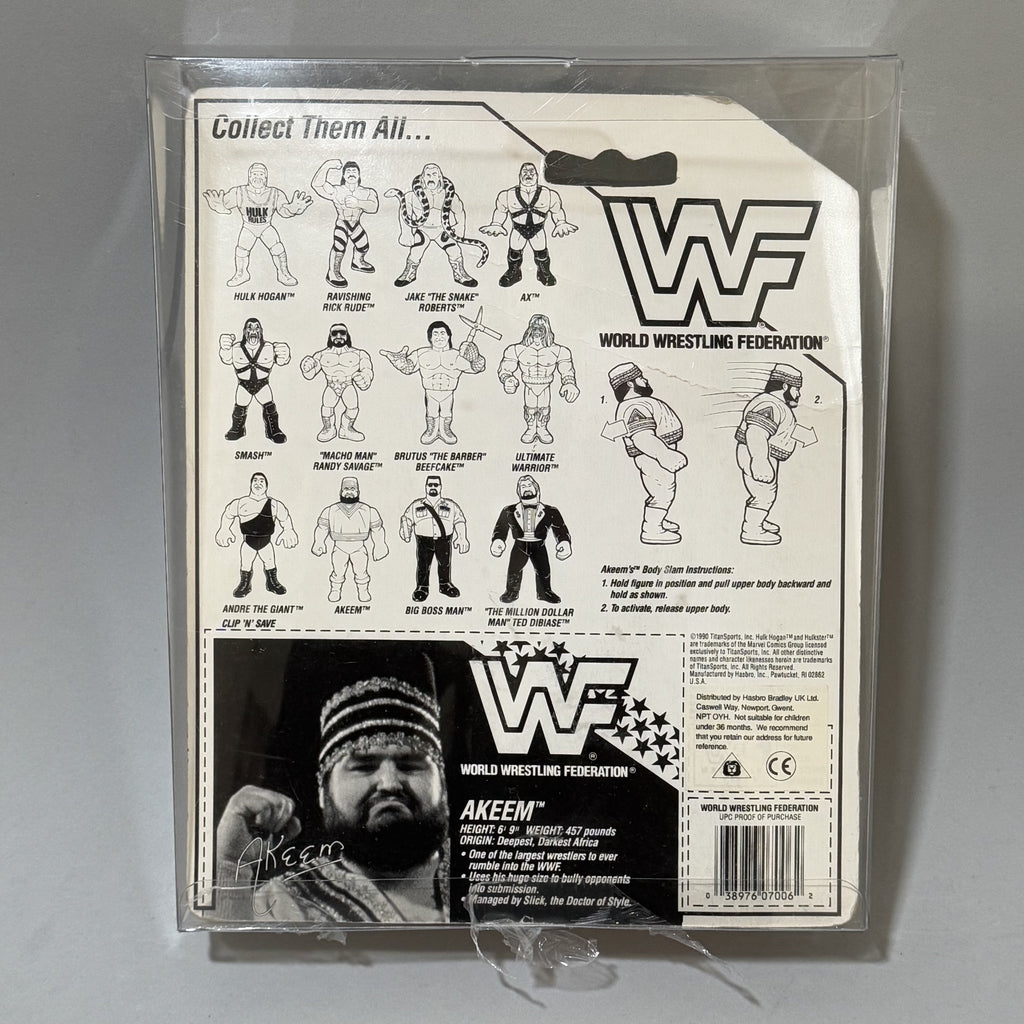 Collect Them All...
WF
WORLD WRESTLING FEDERATION®
HULK
RULES
HULK HOGAN™
RAVISHING
RICK RUDE™
JAKE "THE SNAKE"
ROBERTS™
AX™
SMASH™
"MACHO MAN"
RANDY SAVAGE™
BRUTUS "THE BARBER"
BEEFCAKE™
ULTIMATE
WARRIOR™
ANDRE THE GIANT™
AKEEM™
BIG BOSS MAN™
"THE MILLION DOLLAR
MAN" TED DIBIASE™
1.
2.
Akeem's™ Body Slam Instructions:
1. Hold figure in position and pull upper body backward and
hold as shown.
2. To activate, release upper body.
CLIP 'N' SAVE
WF
®
WORLD WRESTLING FEDERATION®
AKEEM™
HEIGHT: 6' 9" WEIGHT: 457 pounds
ORIGIN: Deepest, Darkest Africa
• One of the largest wrestlers to ever
rumble into the WWF.
• Uses his huge size to bully opponents
into submission.
• Managed by Slick, the Doctor of Style.
Akeem
©1990 TitanSports, Inc. Hulk Hogan™ and Hulkster™
are trademarks of the Marvel Comics Group licensed
exclusively to TitanSports, Inc. All other distinctive
names and character likenesses herein are trademarks
of TitanSports, Inc. All Rights Reserved.
Manufactured by Hasbro, Inc., Pawtucket, RI 02862
U.S.A.
Distributed by Hasbro Bradley UK Ltd.
Caswell Way, Newport, Gwent.
NPT OYH. Not suitable for children
under 36 months. We recommend
that you retain our address for future
reference.
CE
WORLD WRESTLING FEDERATION
UPC PROOF OF PURCHASE
0 38976 07006 2